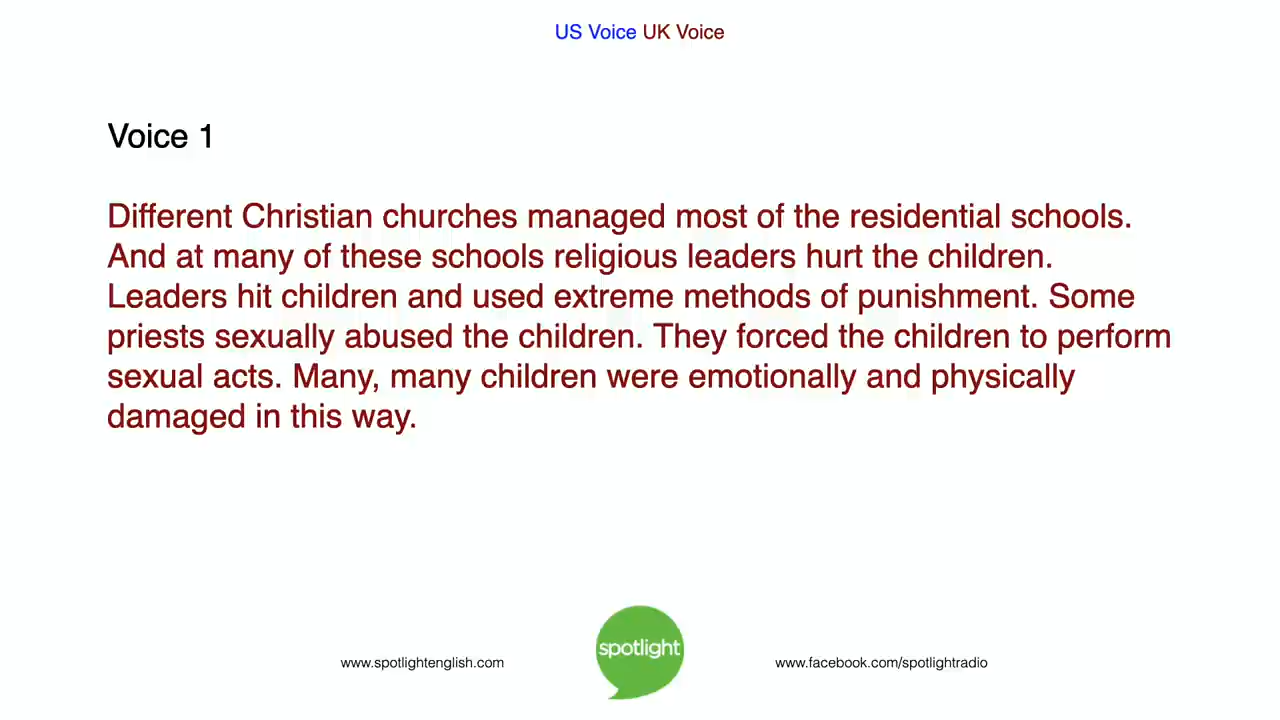 US Voice UK Voice
Voice 1
Different Christian churches managed most of the residential schools.
And at many of these schools religious leaders hurt the children.
Leaders hit children and used extreme methods of punishment. Some
priests sexually abused the children. They forced the children to perform
sexual acts. Many, many children were emotionally and physically
damaged in this way.
www.spotlightenglish.com
spotlight
www.facebook.com/spotlightradio